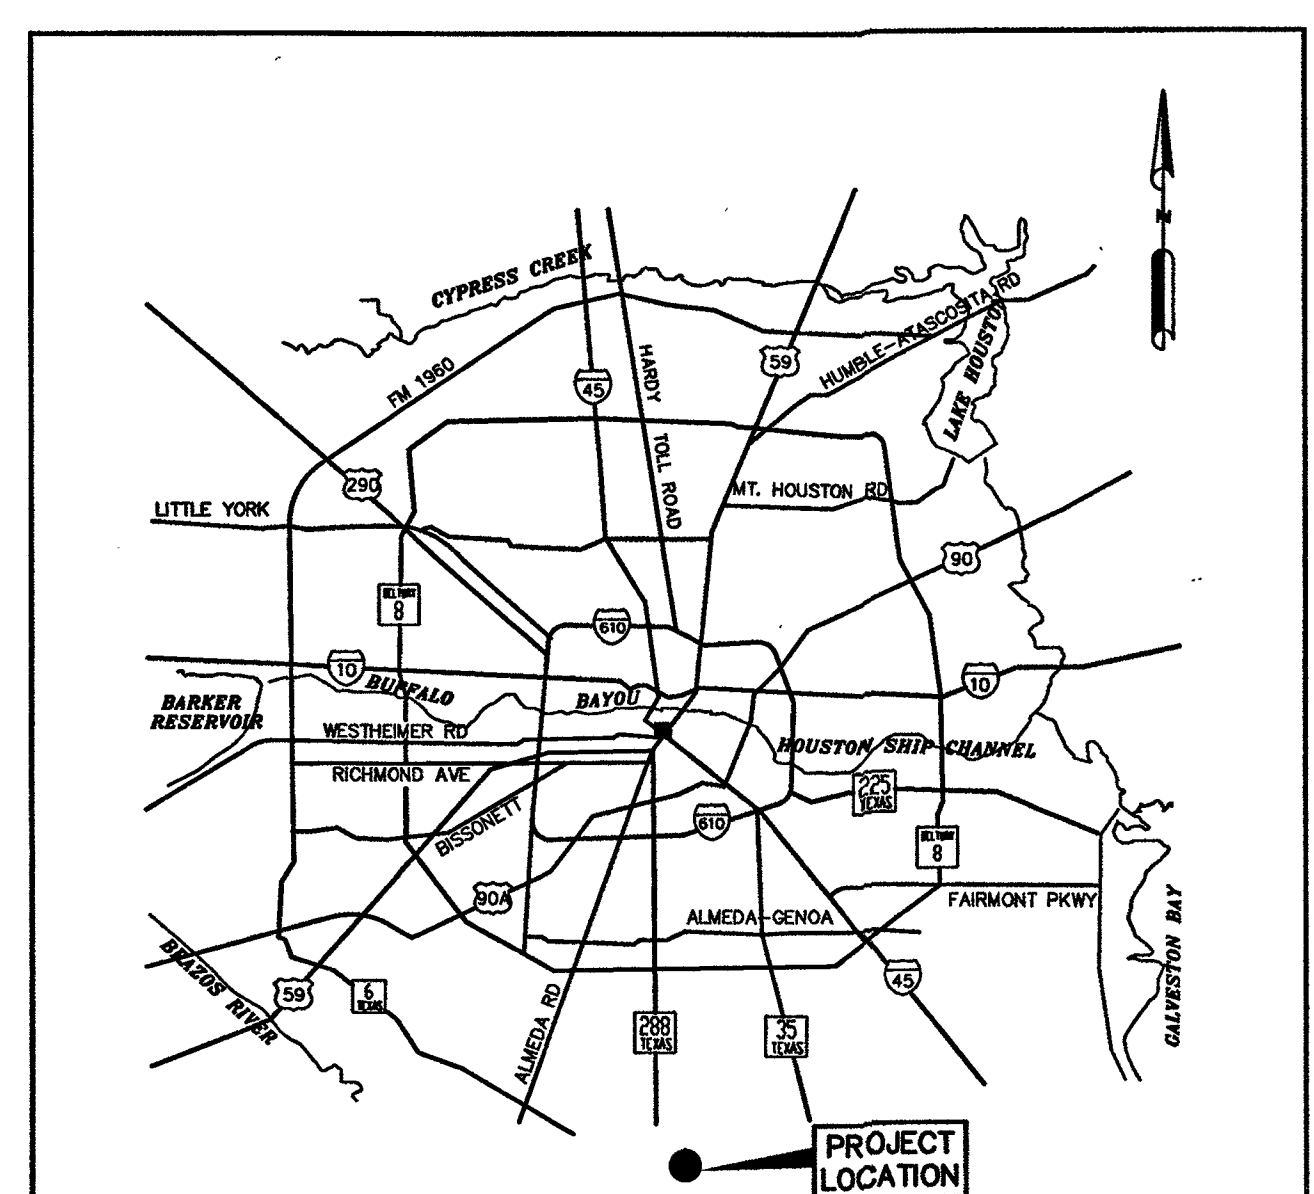 N
CYPRESS CREEK
HUMBLE-ATASCOSITA RD
59
HARDY
FM 1960
45
LAKE HOUSTON
TOLL ROAD
290
MT. HOUSTON RD
LITTLE YORK
90
BELTWAY
8
610
10
BUFFALO
BAYOU
10
BARKER
RESERVOIR
WESTHEIMER RD
HOUSTON SHIP CHANNEL
RICHMOND AVE
225
TEXAS
BISSONETT
610
BELTWAY
8
90A
FAIRMONT PKWY
ALMEDA-GENOA
GALVESTON BAY
BRAZOS RIVER
59
6
TEXAS
45
ALMEDA RD
288
TEXAS
35
TEXAS
PROJECT
LOCATION